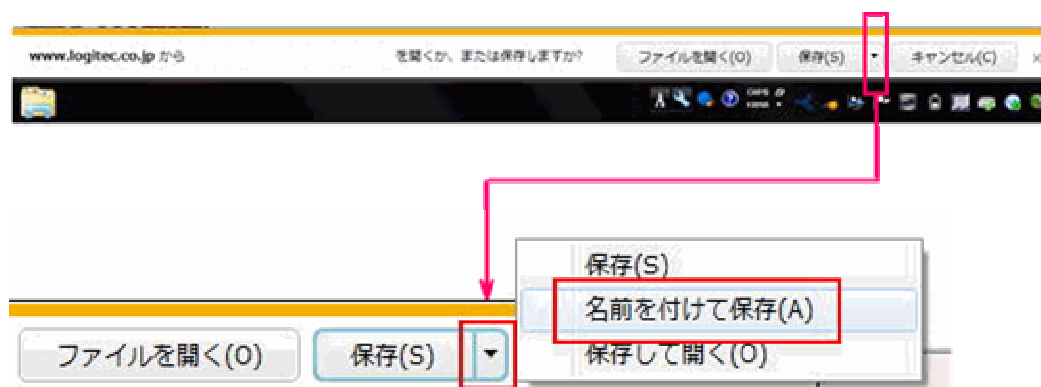 www.logitec.co.jp から を開くか、または保存しますか? ファイルを開く(O) 保存(S) ▼ キャンセル(C) ×
保存(S)
名前を付けて保存(A)
保存して開く(O)
ファイルを開く(O) 保存(S) ▼